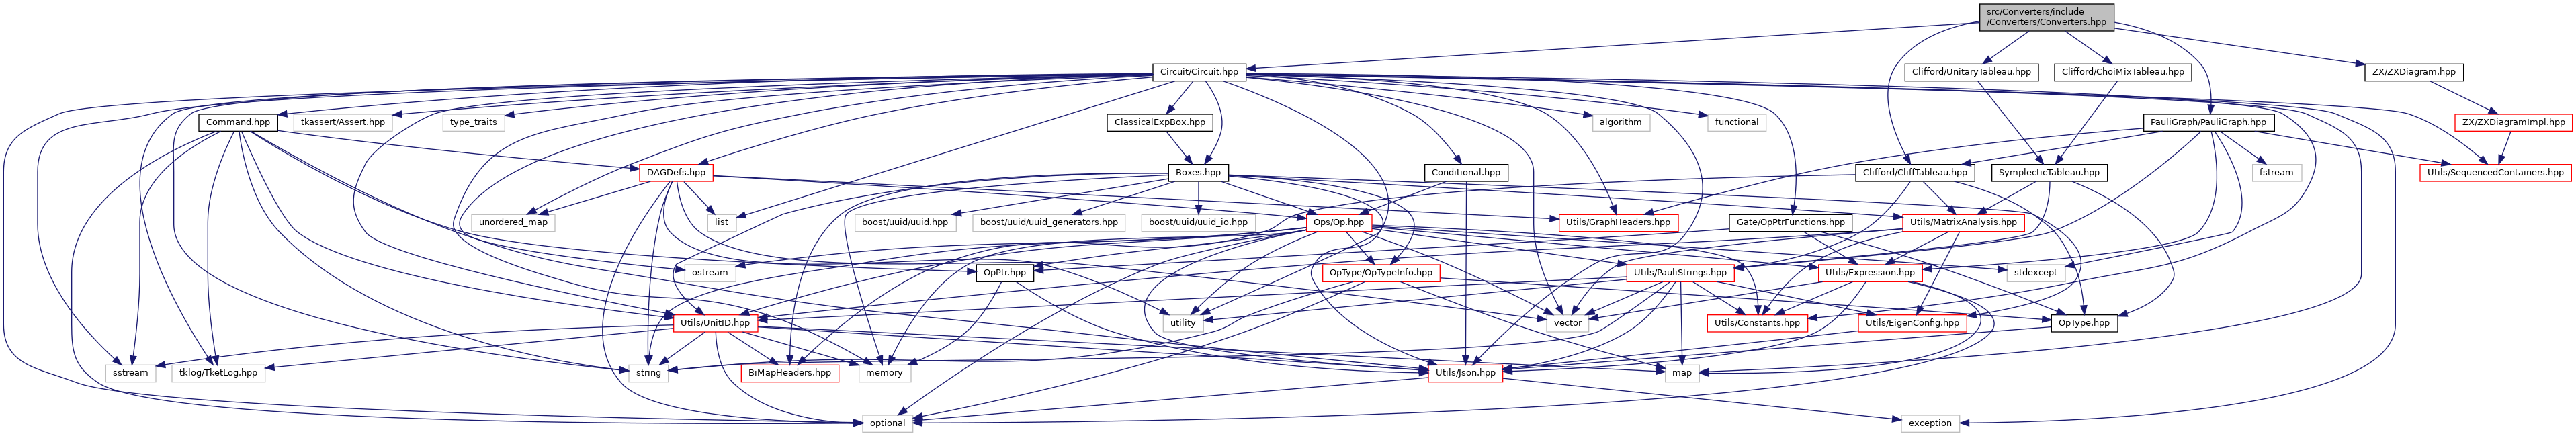 src/Converters/include
/Converters/Converters.hpp
Circuit/Circuit.hpp
Clifford/UnitaryTableau.hpp
Clifford/ChoiMixTableau.hpp
ZX/ZXDiagram.hpp
Command.hpp
tkassert/Assert.hpp
type_traits
ClassicalExpBox.hpp
algorithm
functional
PauliGraph/PauliGraph.hpp
ZX/ZXDiagramImpl.hpp
DAGDefs.hpp
Boxes.hpp
Conditional.hpp
Clifford/CliffTableau.hpp
SymplecticTableau.hpp
fstream
Utils/SequencedContainers.hpp
unordered_map
list
boost/uuid/uuid.hpp
boost/uuid/uuid_generators.hpp
boost/uuid/uuid_io.hpp
Ops/Op.hpp
Utils/GraphHeaders.hpp
Gate/OpPtrFunctions.hpp
Utils/MatrixAnalysis.hpp
ostream
OpPtr.hpp
OpType/OpTypeInfo.hpp
Utils/PauliStrings.hpp
Utils/Expression.hpp
stdexcept
Utils/UnitID.hpp
utility
vector
Utils/Constants.hpp
Utils/EigenConfig.hpp
OpType.hpp
sstream
tklog/TketLog.hpp
string
BiMapHeaders.hpp
memory
Utils/Json.hpp
map
optional
exception